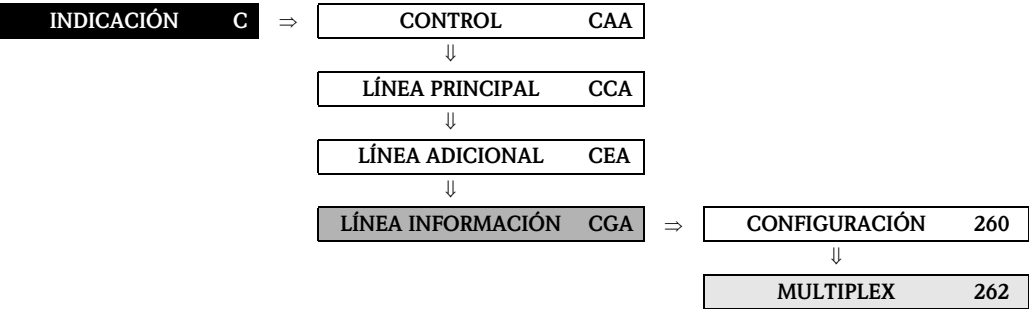 INDICACIÓN C ⇒ CONTROL CAA
⇓
LÍNEA PRINCIPAL CCA
⇓
LÍNEA ADICIONAL CEA
⇓
LÍNEA INFORMACIÓN CGA ⇒ CONFIGURACIÓN 260
⇓
MULTIPLEX 262